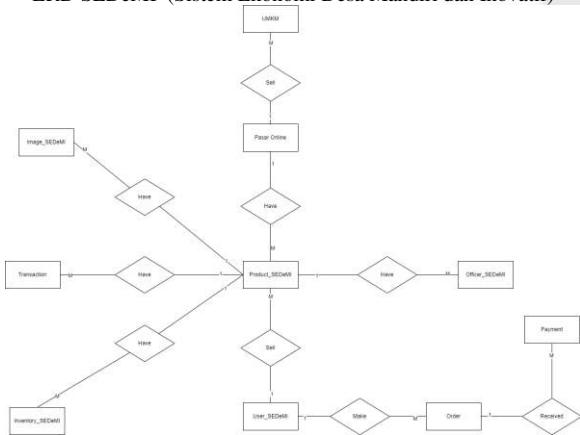 ERD SEDeMI (Sistem Ekonomi Desa Mandiri dan Inovatif)
UMKM
M
Sell
1
Pasar Online
1
Image_SEDeMI
M
Have
Have
M
1
Transaction
M
Have
1
Product_SEDeMI
1
Have
M
Officer_SEDeMI
1
M
Have
Sell
Payment
M
M
1
Inventory_SEDeMI
User_SEDeMI
1
Make
M
Order
1
Received